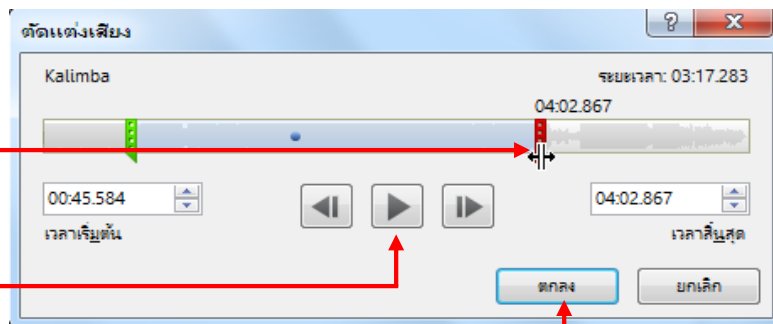 ตัดแต่งเสียง
Kalimba ระยะเวลา: 03:17.283
04:02.867
00:45.584 04:02.867
เวลาเริ่มต้น เวลาสิ้นสุด
ตกลง ยกเลิก